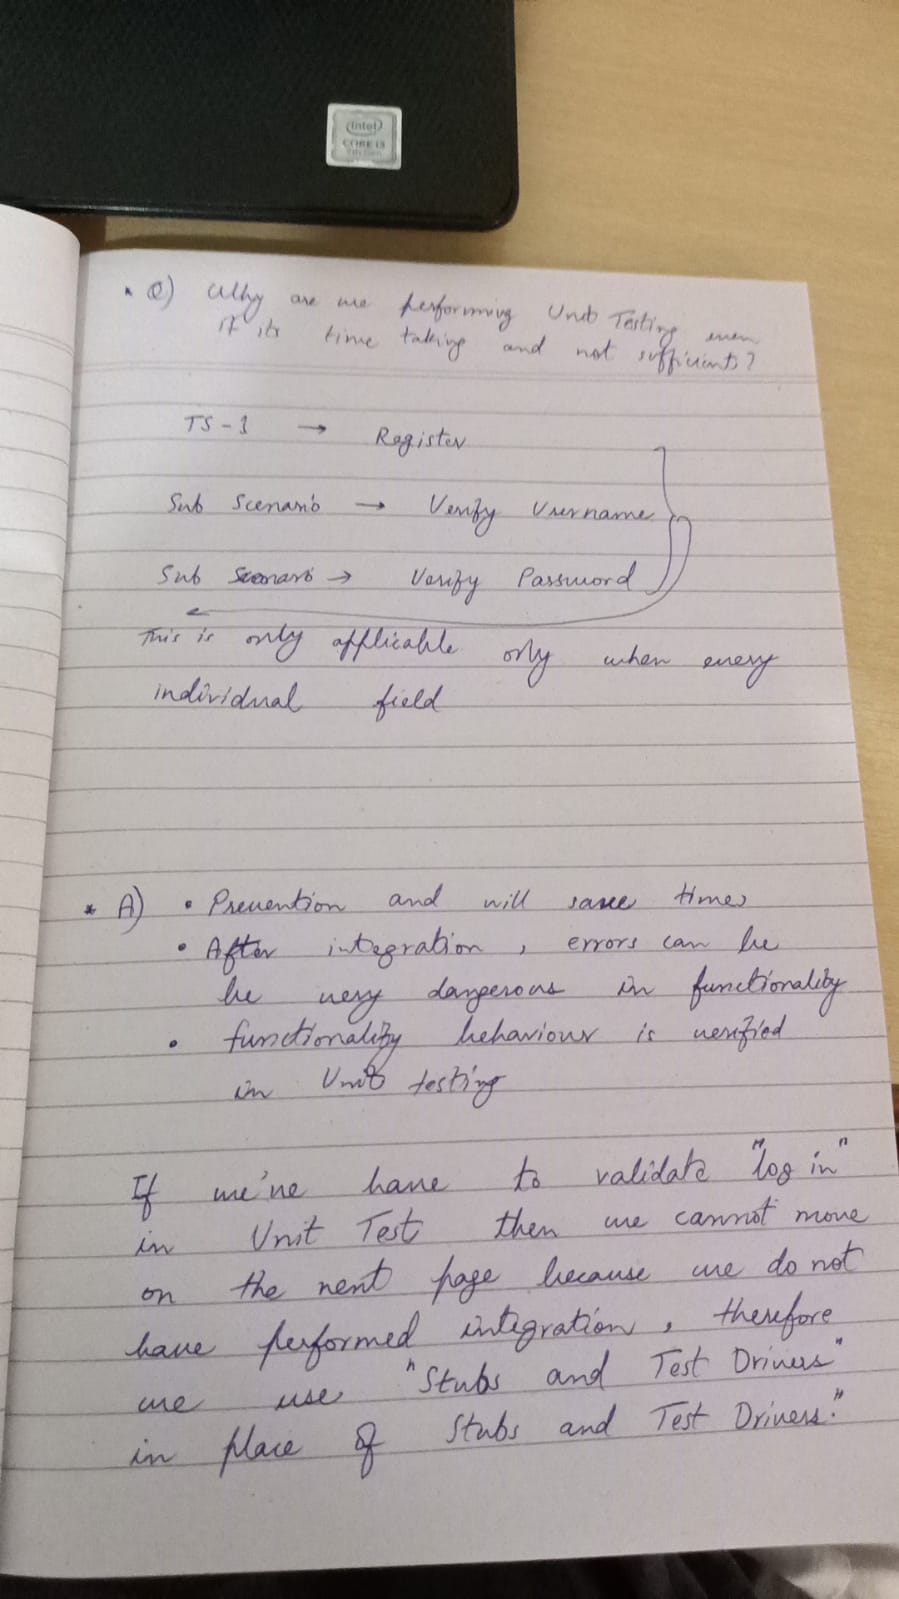 intel
CORE i3
* Q) Why are we performing Unit Testing even
if its time taking and not sufficient?
TS-1 → Register
Sub Scenario → Verify Username
Sub Scenario → Verify Password
This is only applicable only when every
individual field
* A) • Prevention and will save times
• After integration, errors can be
be very dangerous in functionality
• functionality behaviour is verified
in Unit testing
If we've have to validate "log in"
in Unit Test then we cannot move
on the next page because we do not
have performed integration, therefore
we use "Stubs and Test Drivers"
in place of Stubs and Test Drivers."